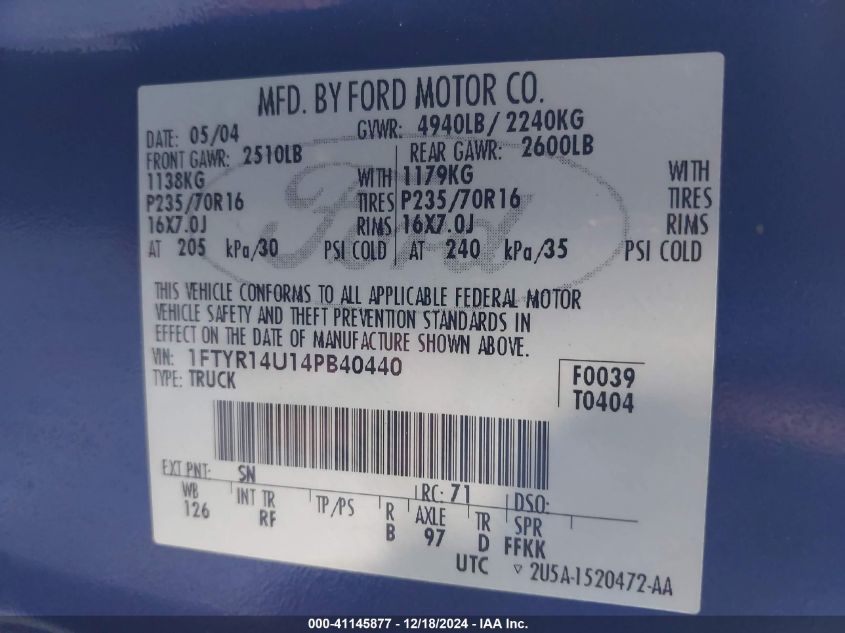 MFD. BY FORD MOTOR CO.
DATE: 05/04 GVWR: 4940LB/ 2240KG
FRONT GAWR: 2510LB REAR GAWR: 2600LB
1138KG WITH 1179KG WITH
P235/70R16 TIRES P235/70R16 TIRES
16X7.0J RIMS 16X7.0J RIMS
AT 205 kPa/30 PSI COLD AT 240 kPa/35 PSI COLD
Ford
THIS VEHICLE CONFORMS TO ALL APPLICABLE FEDERAL MOTOR
VEHICLE SAFETY AND THEFT PREVENTION STANDARDS IN
EFFECT ON THE DATE OF MANUFACTURE SHOWN ABOVE.
VIN: 1FTYR14U14PB40440
TYPE: TRUCK
F0039
T0404
EXT PNT: SN RC: 71 DSO:
WB INT TR TP/PS R AXLE TR SPR
126 RF B 97 D FFKK
UTC ▽ 2U5A-1520472-AA
000-41145877 - 12/18/2024 - IAA Inc.